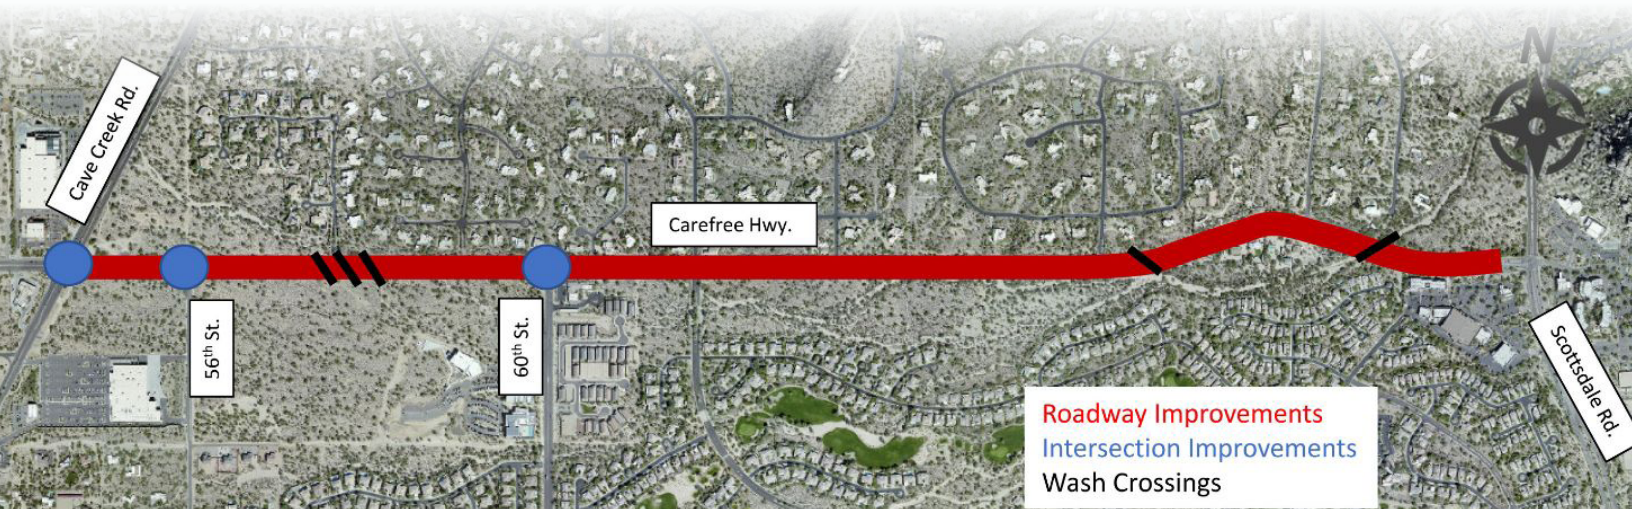 N
Cave Creek Rd.
Carefree Hwy.
56th St.
60th St.
Scottsdale Rd.
Roadway Improvements
Intersection Improvements
Wash Crossings